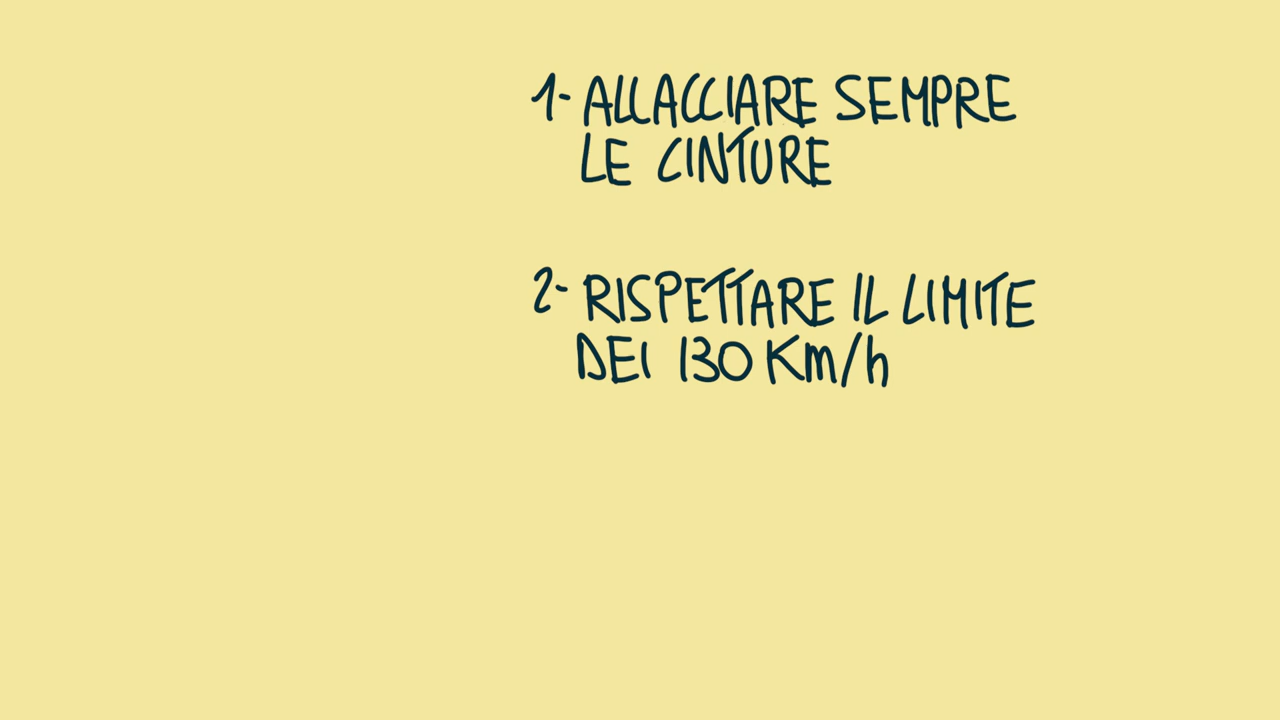 1- ALLACCIARE SEMPRE
LE CINTURE
2- RISPETTARE IL LIMITE
DEI 130 Km/h